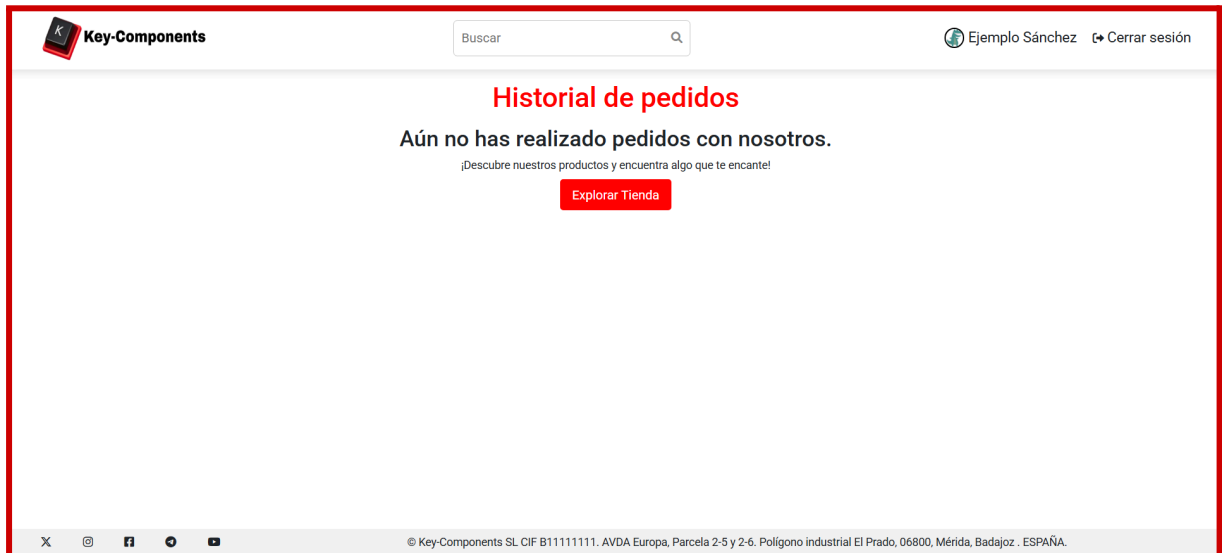 K
Key-Components
Buscar
Ejemplo Sánchez
Cerrar sesión
Historial de pedidos
Aún no has realizado pedidos con nosotros.
¡Descubre nuestros productos y encuentra algo que te encante!
Explorar Tienda
© Key-Components SL CIF B11111111. AVDA Europa, Parcela 2-5 y 2-6. Polígono industrial El Prado, 06800, Mérida, Badajoz . ESPAÑA.